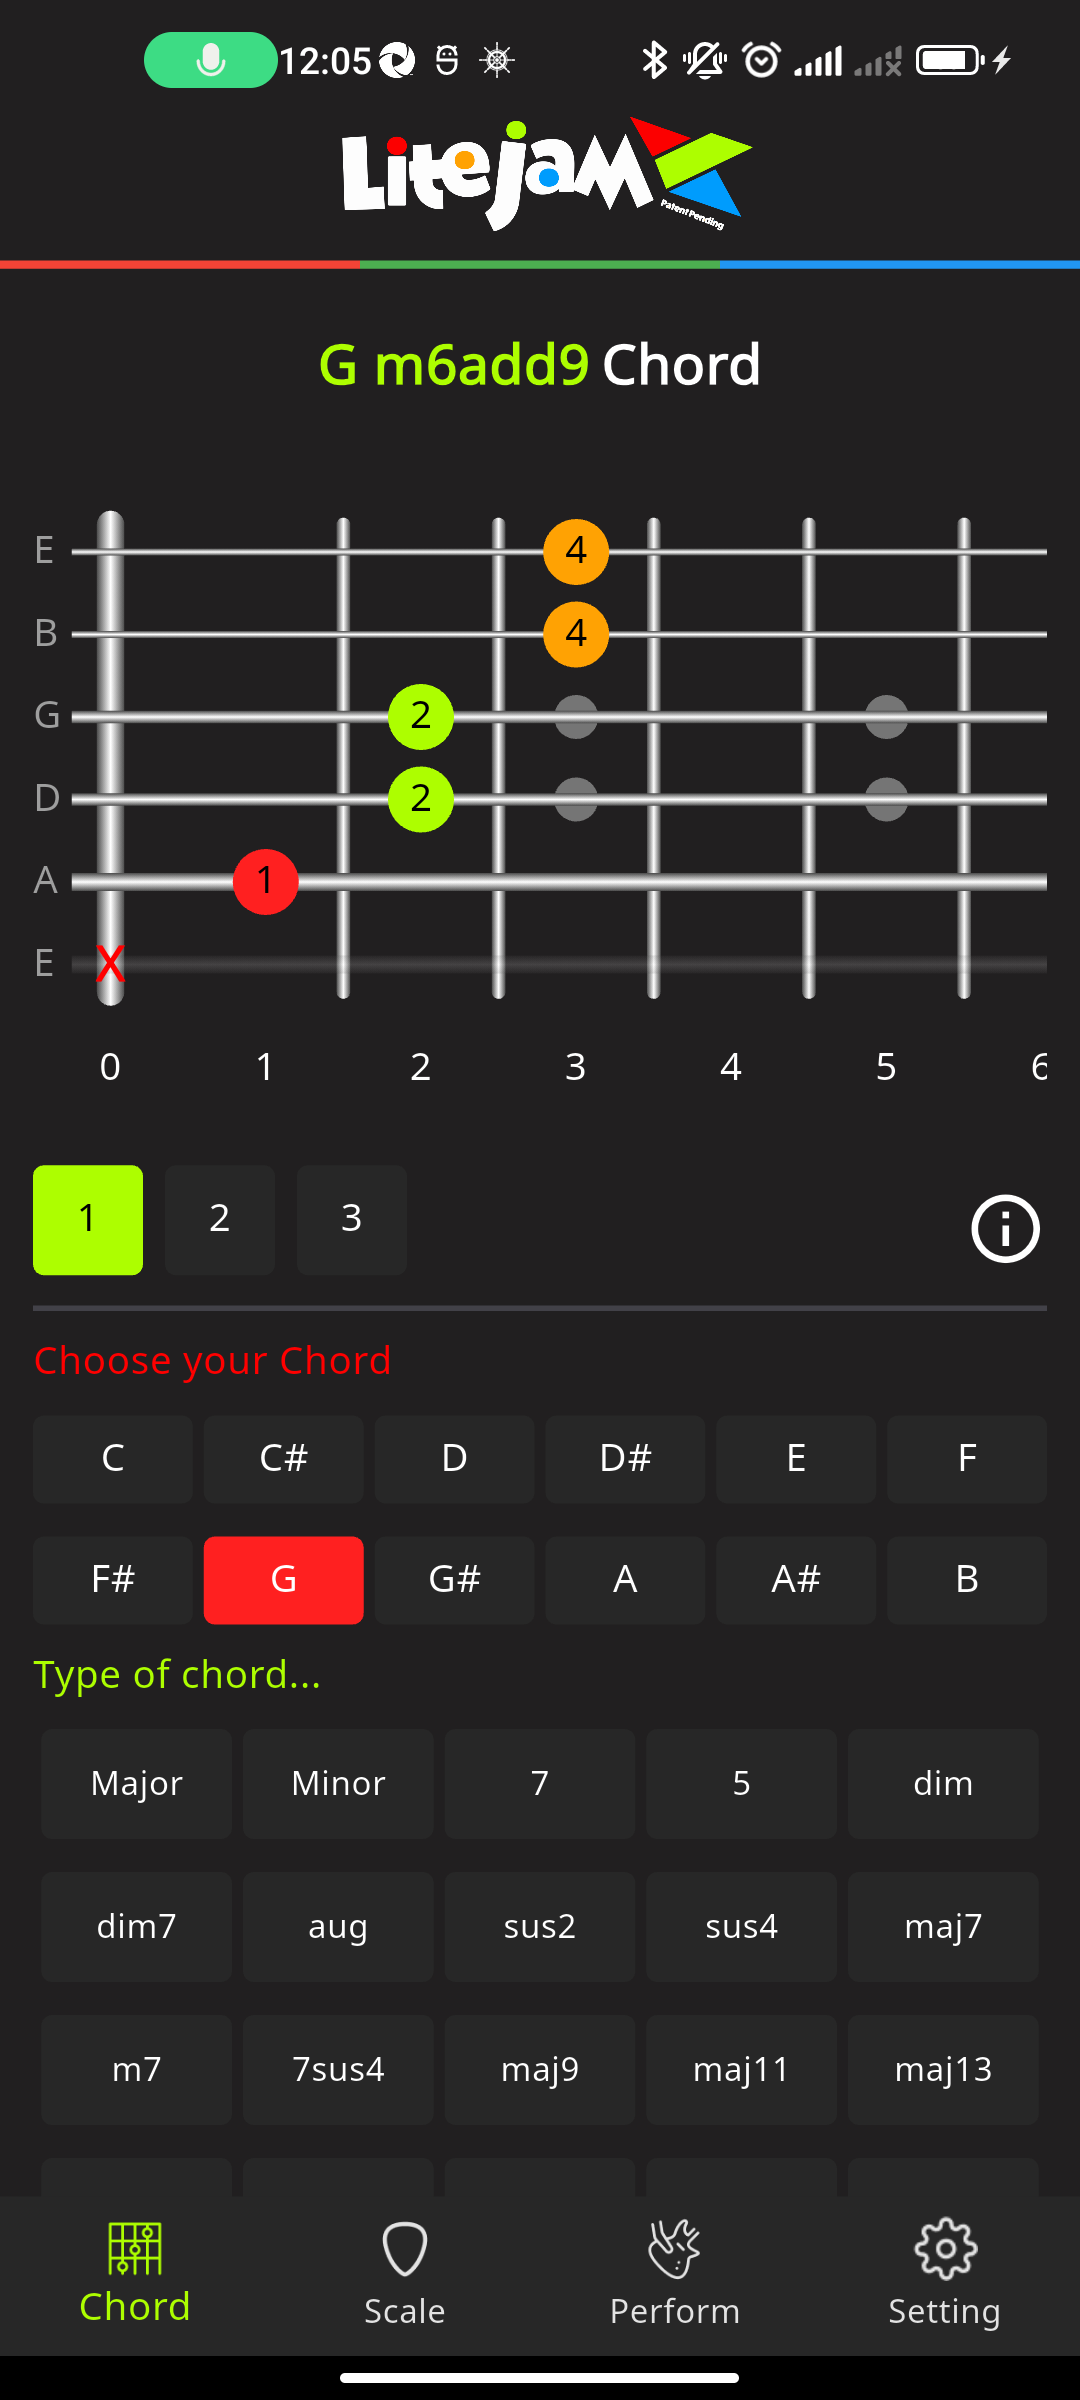 12:05
LiteJam
Patent Pending
G m6add9 Chord
E
4
B
4
G
2
D
2
A
1
E
X
0 1 2 3 4 5 6
1 2 3
Choose your Chord
C C# D D# E F
F# G G# A A# B
Type of chord...
Major Minor 7 5 dim
dim7 aug sus2 sus4 maj7
m7 7sus4 maj9 maj11 maj13
Chord Scale Perform Setting